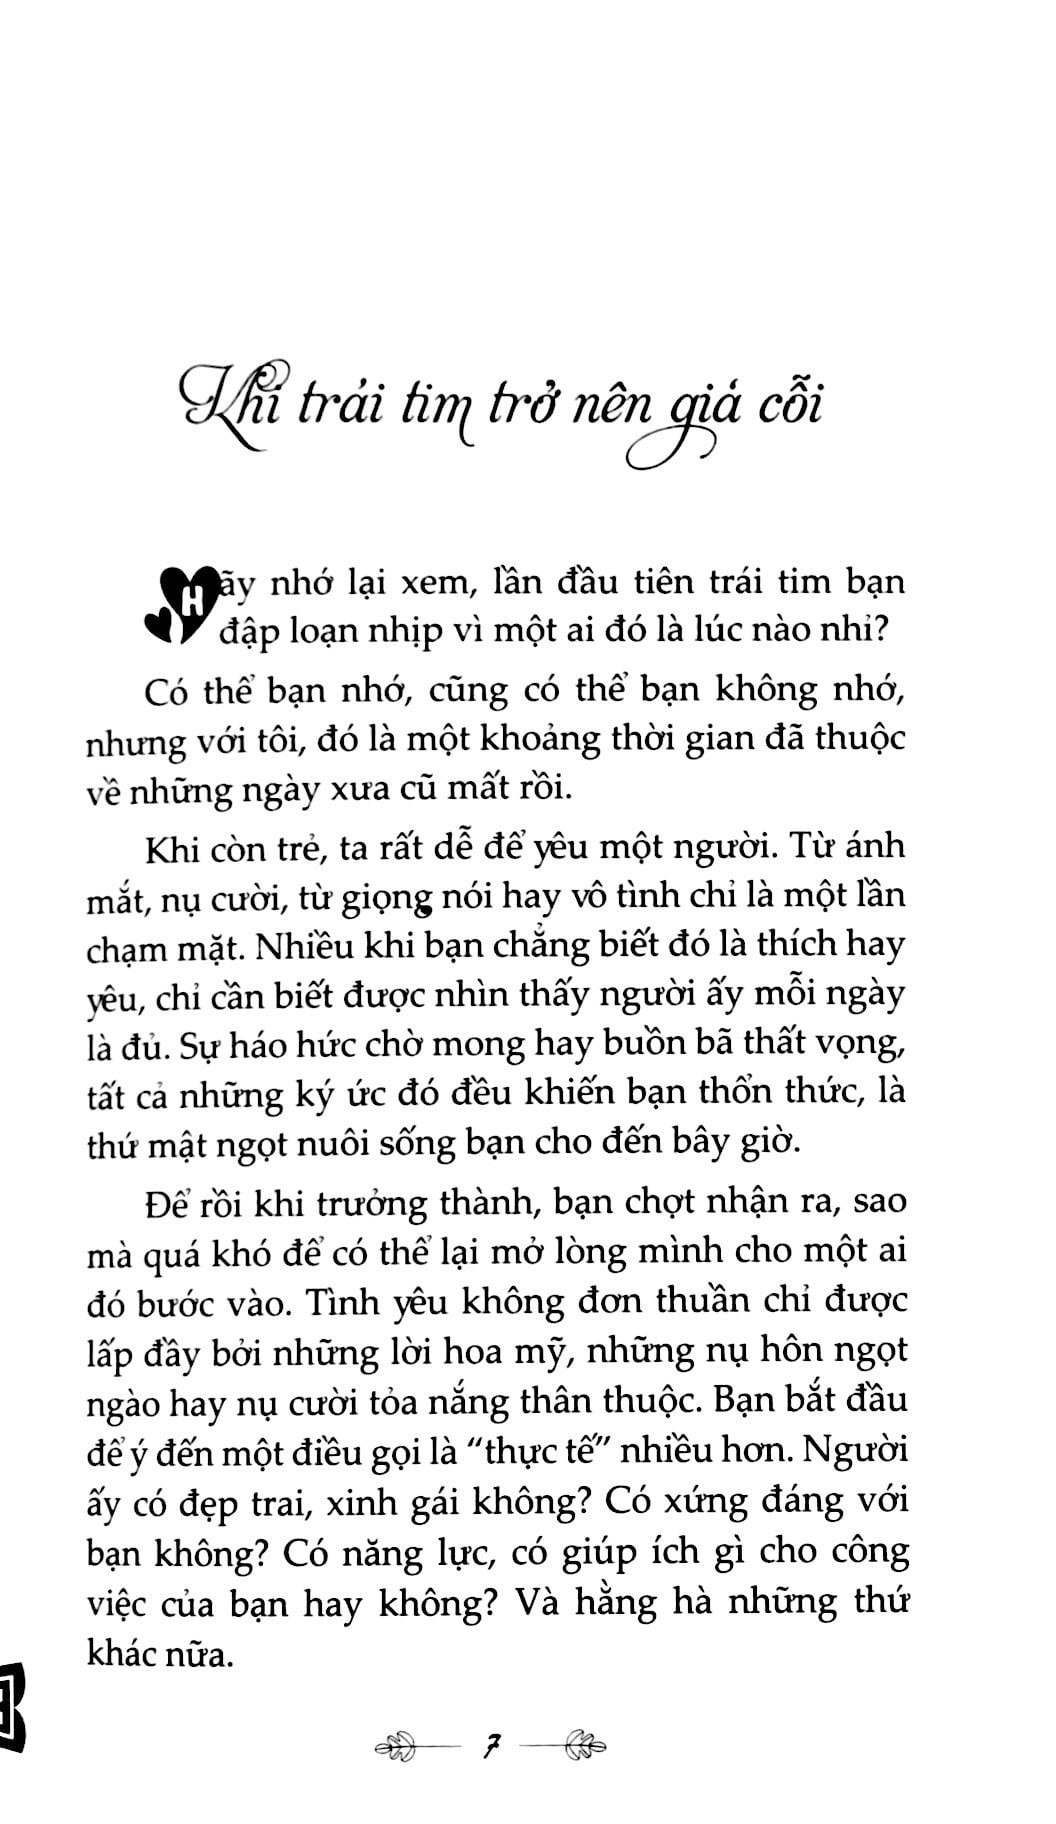 Khi trái tim trở nên giá cỗi
Hãy nhớ lại xem, lần đầu tiên trái tim bạn
đập loạn nhịp vì một ai đó là lúc nào nhỉ?
Có thể bạn nhớ, cũng có thể bạn không nhớ,
nhưng với tôi, đó là một khoảng thời gian đã thuộc
về những ngày xưa cũ mất rồi.
Khi còn trẻ, ta rất dễ để yêu một người. Từ ánh
mắt, nụ cười, từ giọng nói hay vô tình chỉ là một lần
chạm mặt. Nhiều khi bạn chẳng biết đó là thích hay
yêu, chỉ cần biết được nhìn thấy người ấy mỗi ngày
là đủ. Sự háo hức chờ mong hay buồn bã thất vọng,
tất cả những ký ức đó đều khiến bạn thổn thức, là
thứ mật ngọt nuôi sống bạn cho đến bây giờ.
Để rồi khi trưởng thành, bạn chợt nhận ra, sao
mà quá khó để có thể lại mở lòng mình cho một ai
đó bước vào. Tình yêu không đơn thuần chỉ được
lấp đầy bởi những lời hoa mỹ, những nụ hôn ngọt
ngào hay nụ cười tỏa nắng thân thuộc. Bạn bắt đầu
để ý đến một điều gọi là “thực tế” nhiều hơn. Người
ấy có đẹp trai, xinh gái không? Có xứng đáng với
bạn không? Có năng lực, có giúp ích gì cho công
việc của bạn hay không? Và hằng hà những thứ
khác nữa.
7